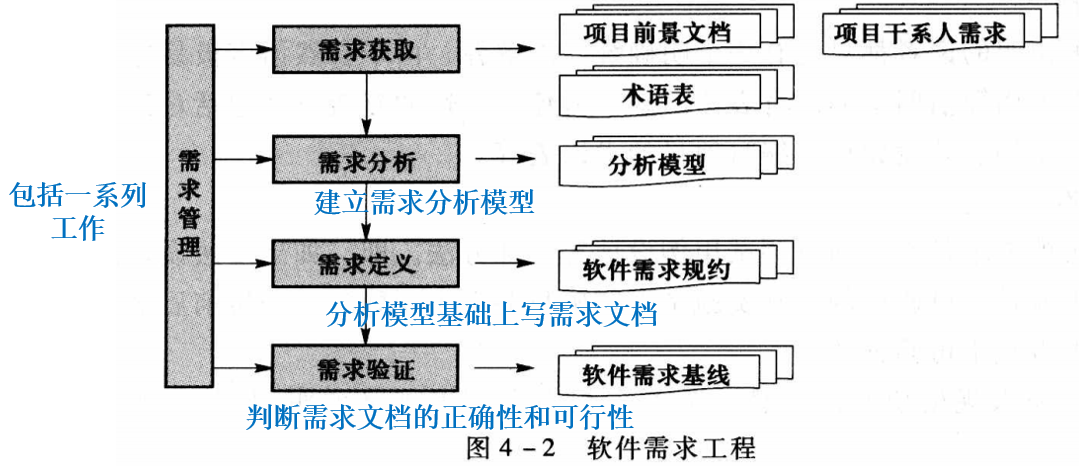 需求获取
项目前景文档
项目干系人需求
术语表
需求管理
包括一系列
工作
需求分析
分析模型
建立需求分析模型
需求定义
软件需求规约
分析模型基础上写需求文档
需求验证
软件需求基线
判断需求文档的正确性和可行性
图4-2 软件需求工程